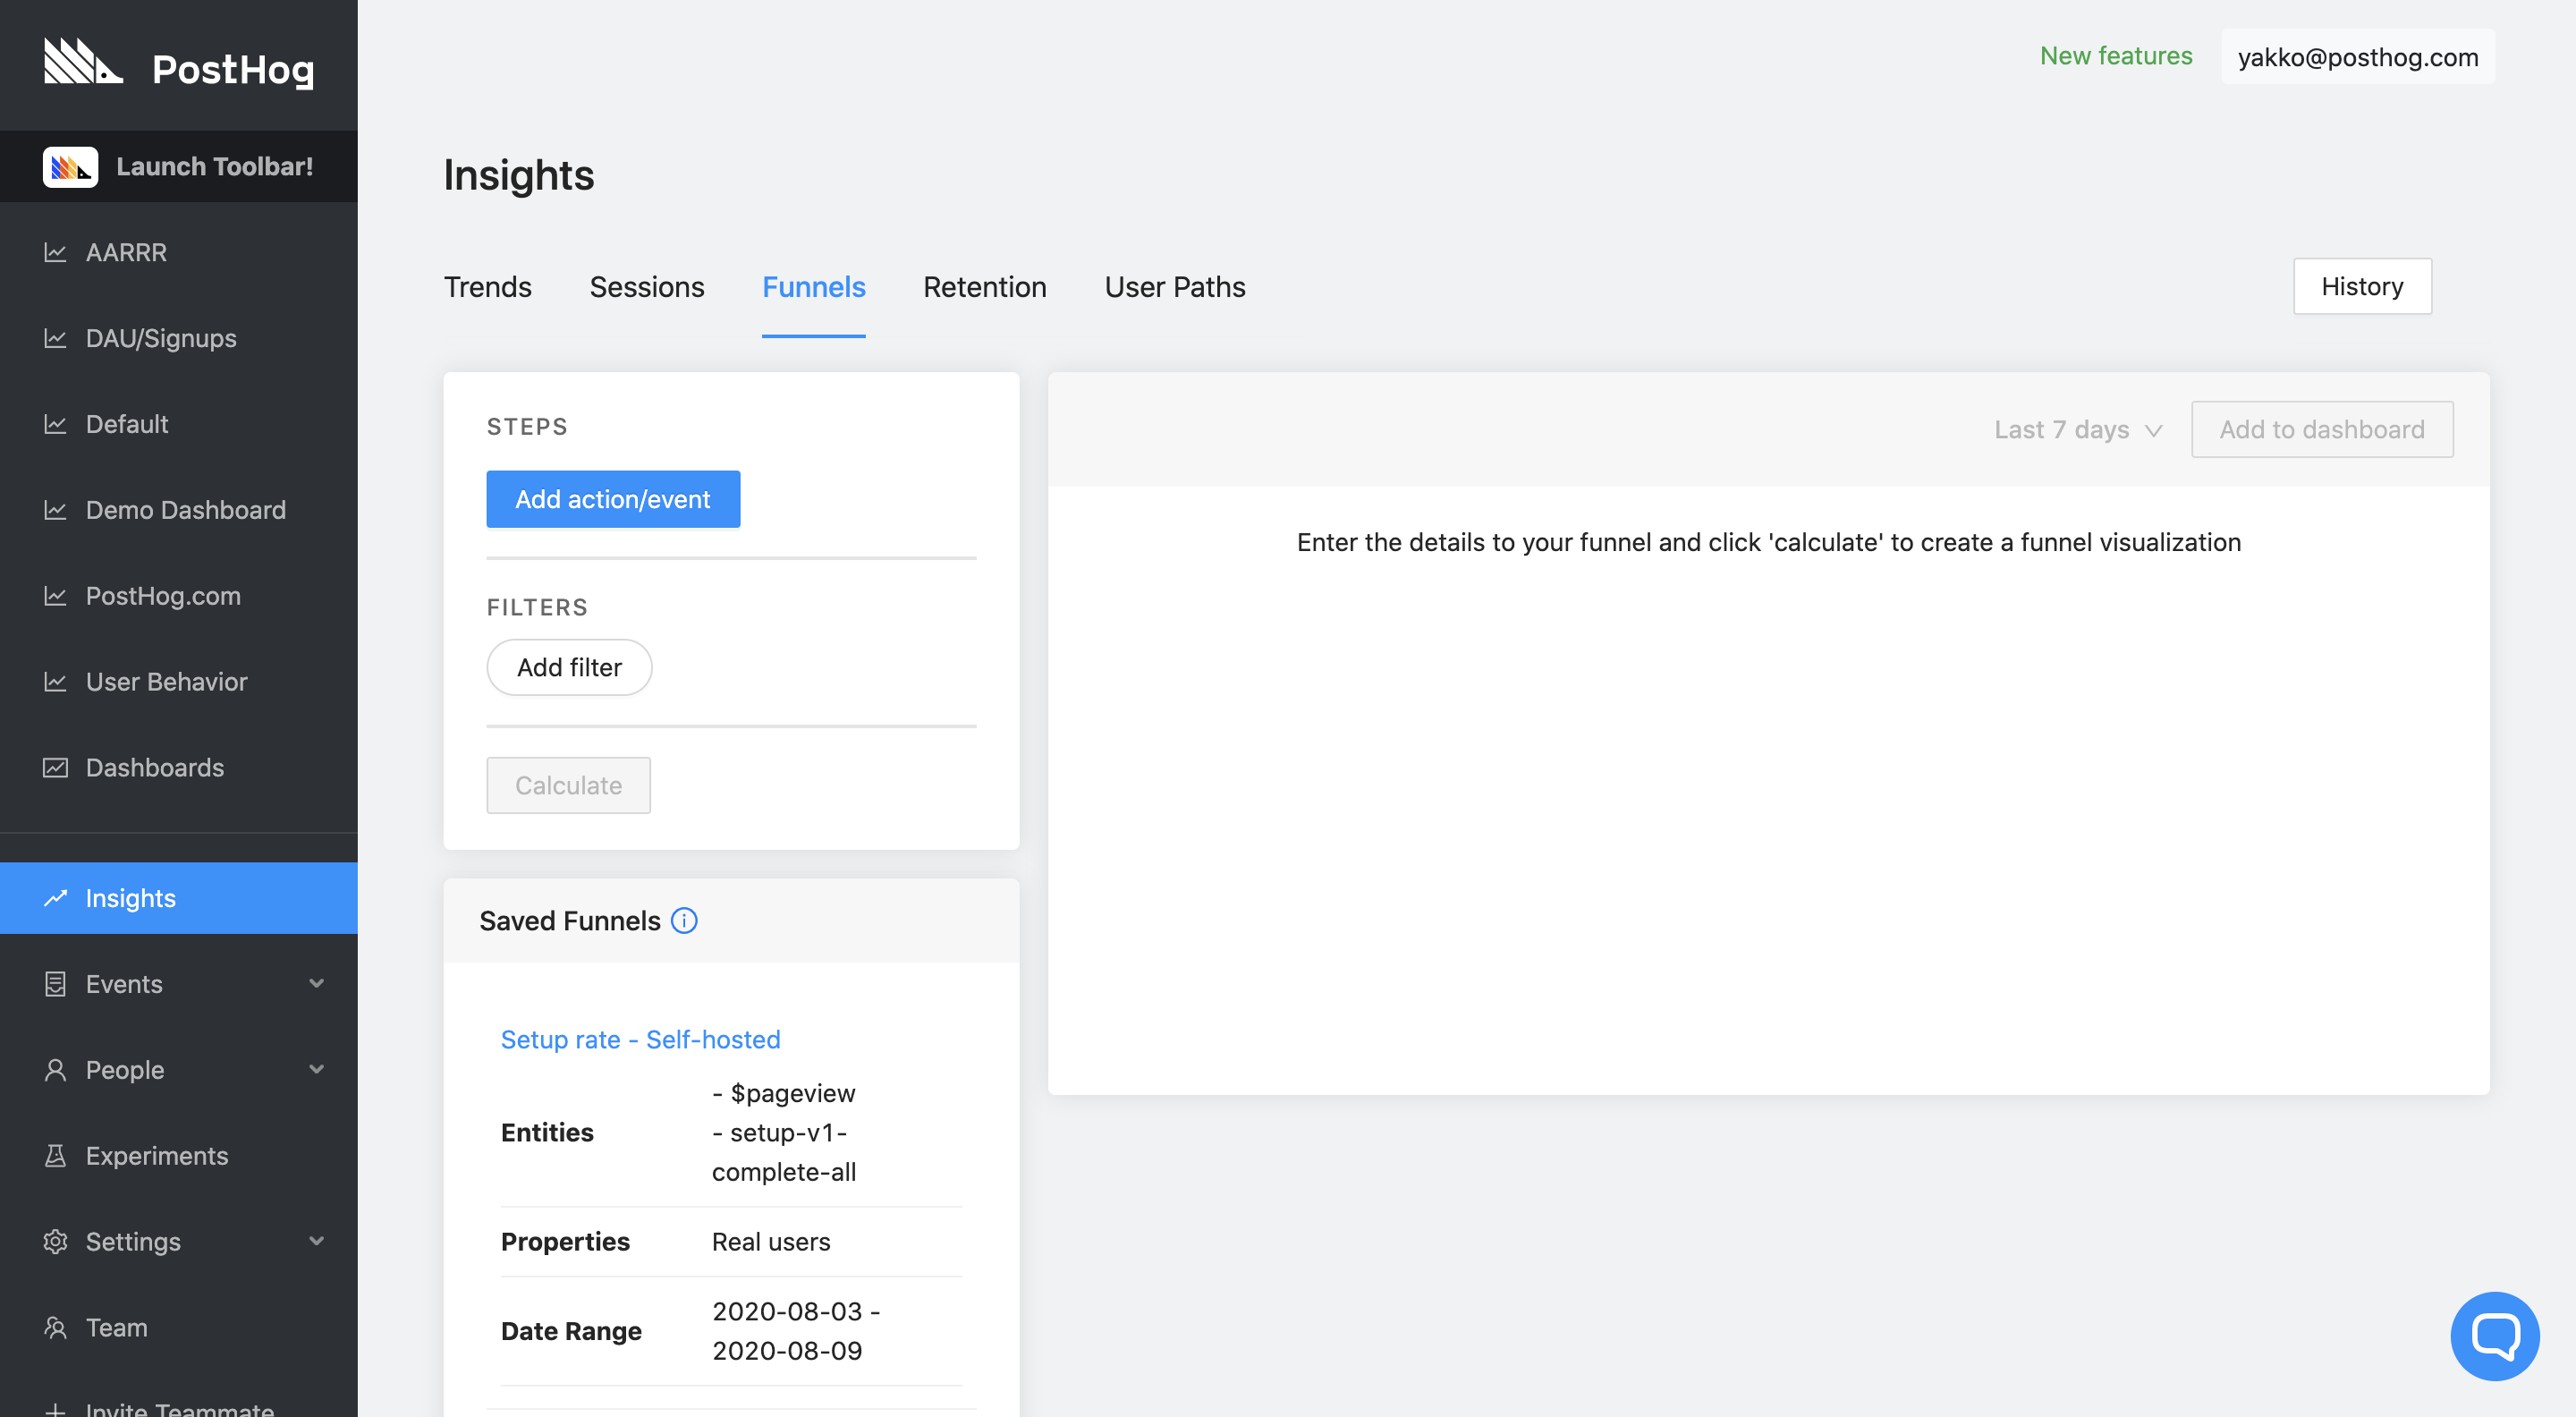 PostHog
Launch Toolbar!
AARRR
DAU/Signups
Default
Demo Dashboard
PostHog.com
User Behavior
Dashboards
Insights
Events
People
Experiments
Settings
Team
Invite Teammate
New features
yakko@posthog.com
Insights
Trends
Sessions
Funnels
Retention
User Paths
History
STEPS
Add action/event
FILTERS
Add filter
Calculate
Last 7 days
Add to dashboard
Enter the details to your funnel and click 'calculate' to create a funnel visualization
Saved Funnels
Setup rate - Self-hosted
Entities
- $pageview
- setup-v1-
complete-all
Properties
Real users
Date Range
2020-08-03 -
2020-08-09